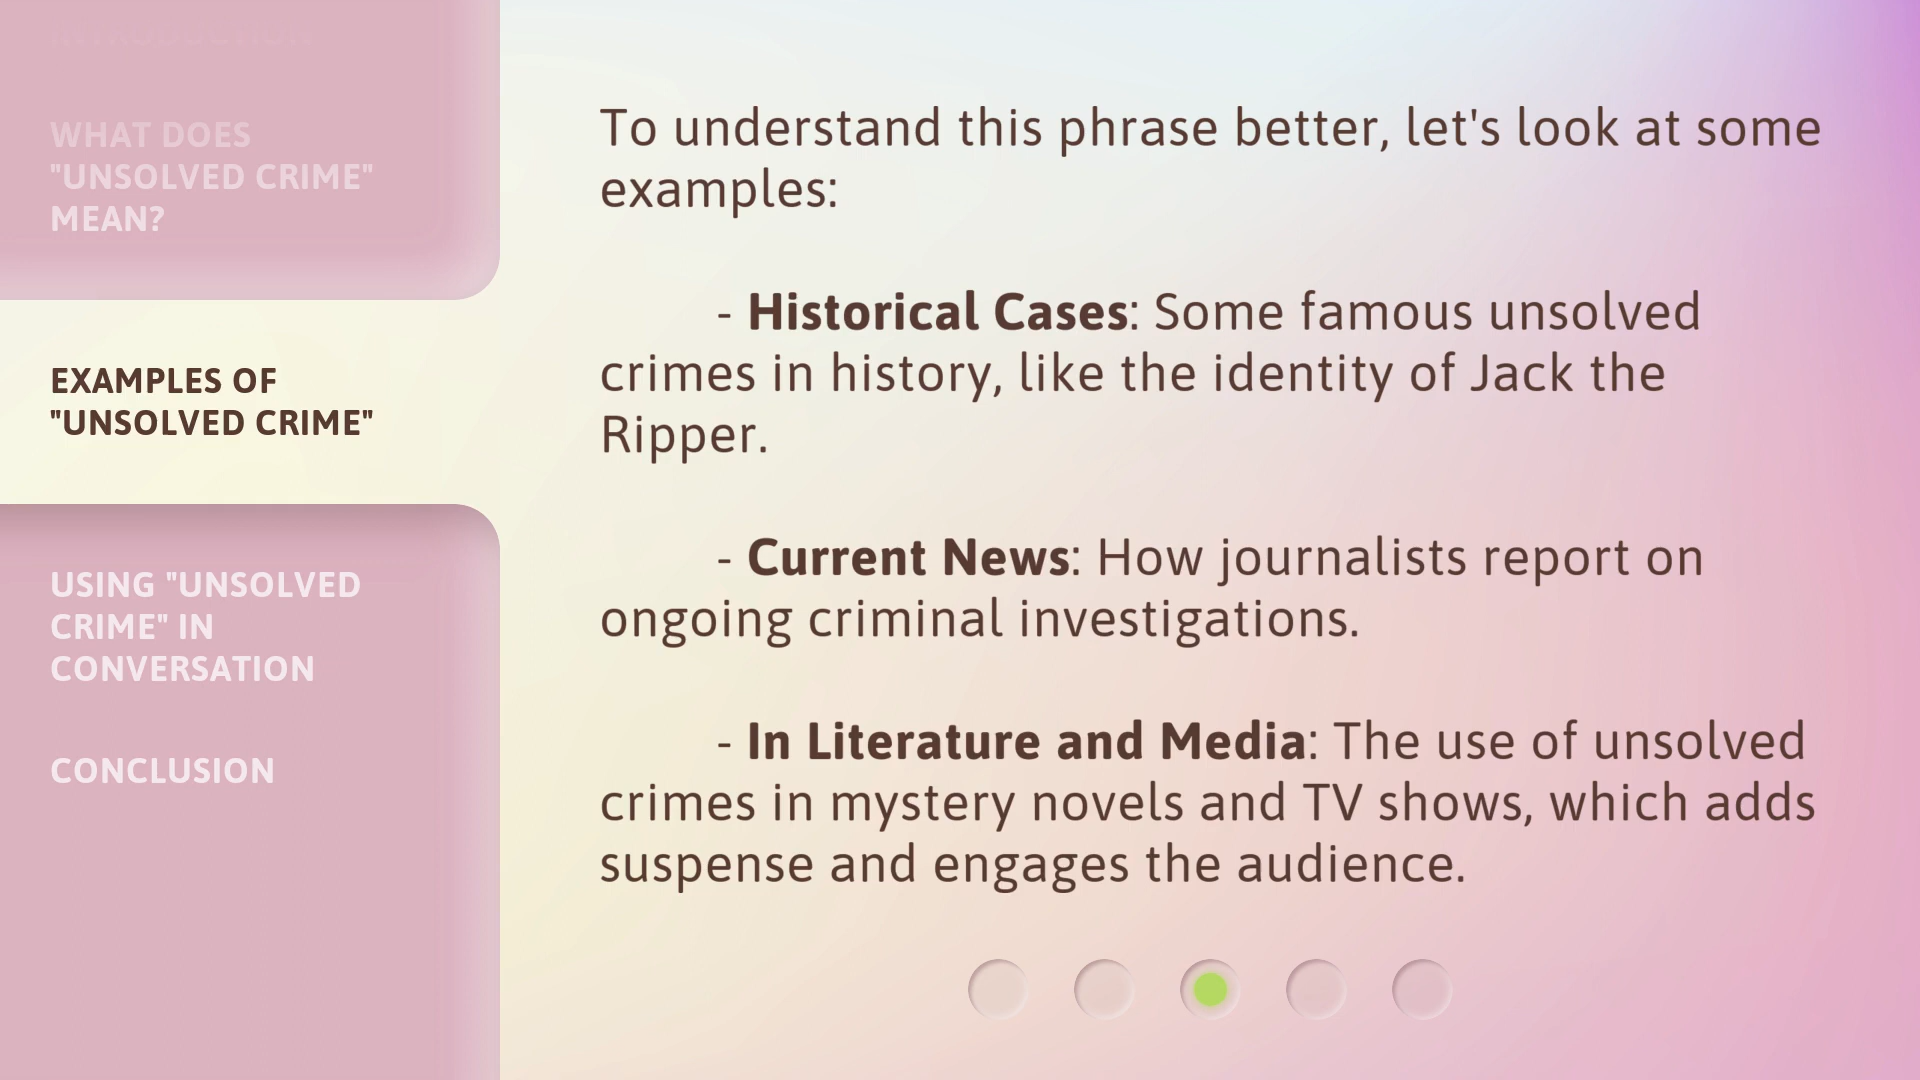 INTRODUCTION
WHAT DOES
"UNSOLVED CRIME"
MEAN?
EXAMPLES OF
"UNSOLVED CRIME"
USING "UNSOLVED
CRIME" IN
CONVERSATION
CONCLUSION
To understand this phrase better, let's look at some
examples:
- Historical Cases: Some famous unsolved
crimes in history, like the identity of Jack the
Ripper.
- Current News: How journalists report on
ongoing criminal investigations.
- In Literature and Media: The use of unsolved
crimes in mystery novels and TV shows, which adds
suspense and engages the audience.